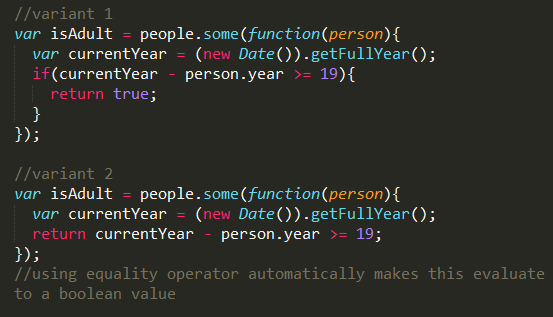 //variant 1
var isAdult = people.some(function(person){
  var currentYear = (new Date()).getFullYear();
  if(currentYear - person.year >= 19){
    return true;
  }
});

//variant 2
var isAdult = people.some(function(person){
  var currentYear = (new Date()).getFullYear();
  return currentYear - person.year >= 19;
});
//using equality operator automatically makes this evaluate
to a boolean value